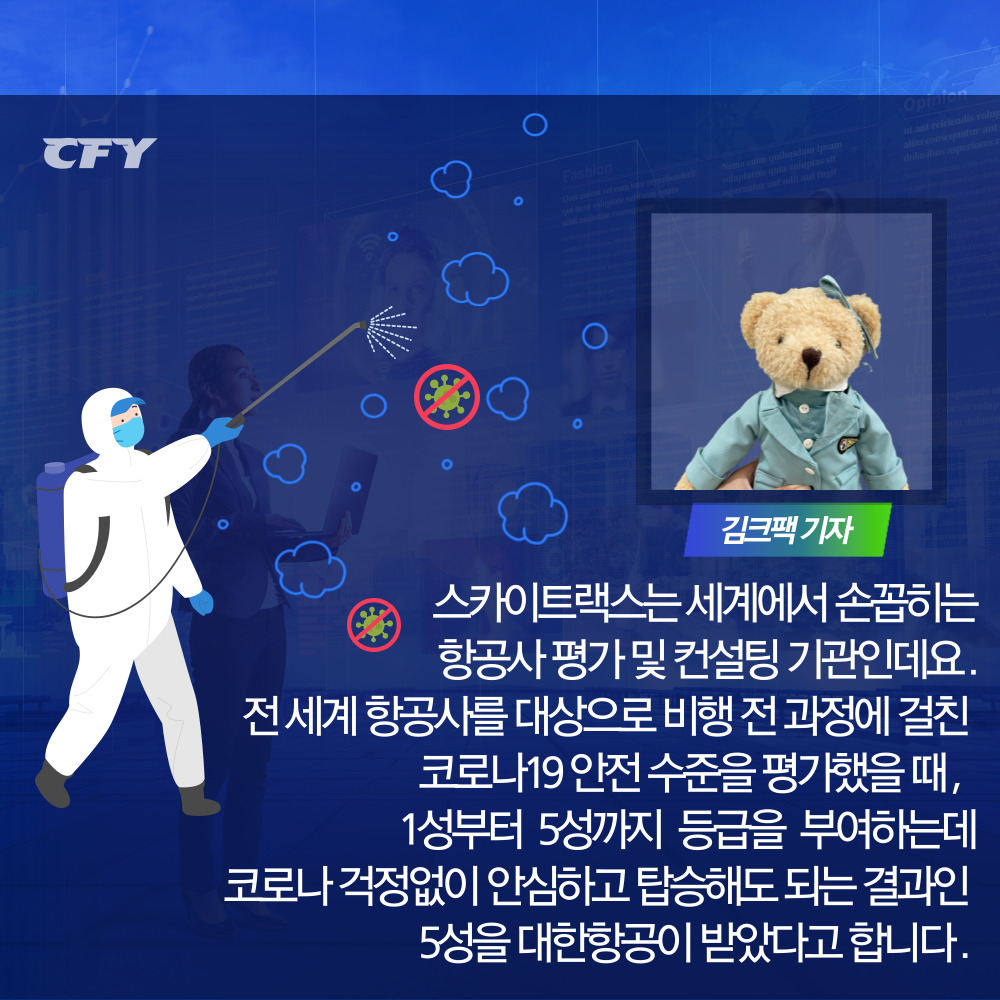 CFY
Opinion
Fashion
김크팩 기자
스카이트랙스는 세계에서 손꼽히는
항공사 평가 및 컨설팅 기관인데요.
전 세계 항공사를 대상으로 비행 전 과정에 걸친
코로나19 안전 수준을 평가했을 때,
1성부터 5성까지 등급을 부여하는데
코로나 걱정없이 안심하고 탑승해도 되는 결과인
5성을 대한항공이 받았다고 합니다.